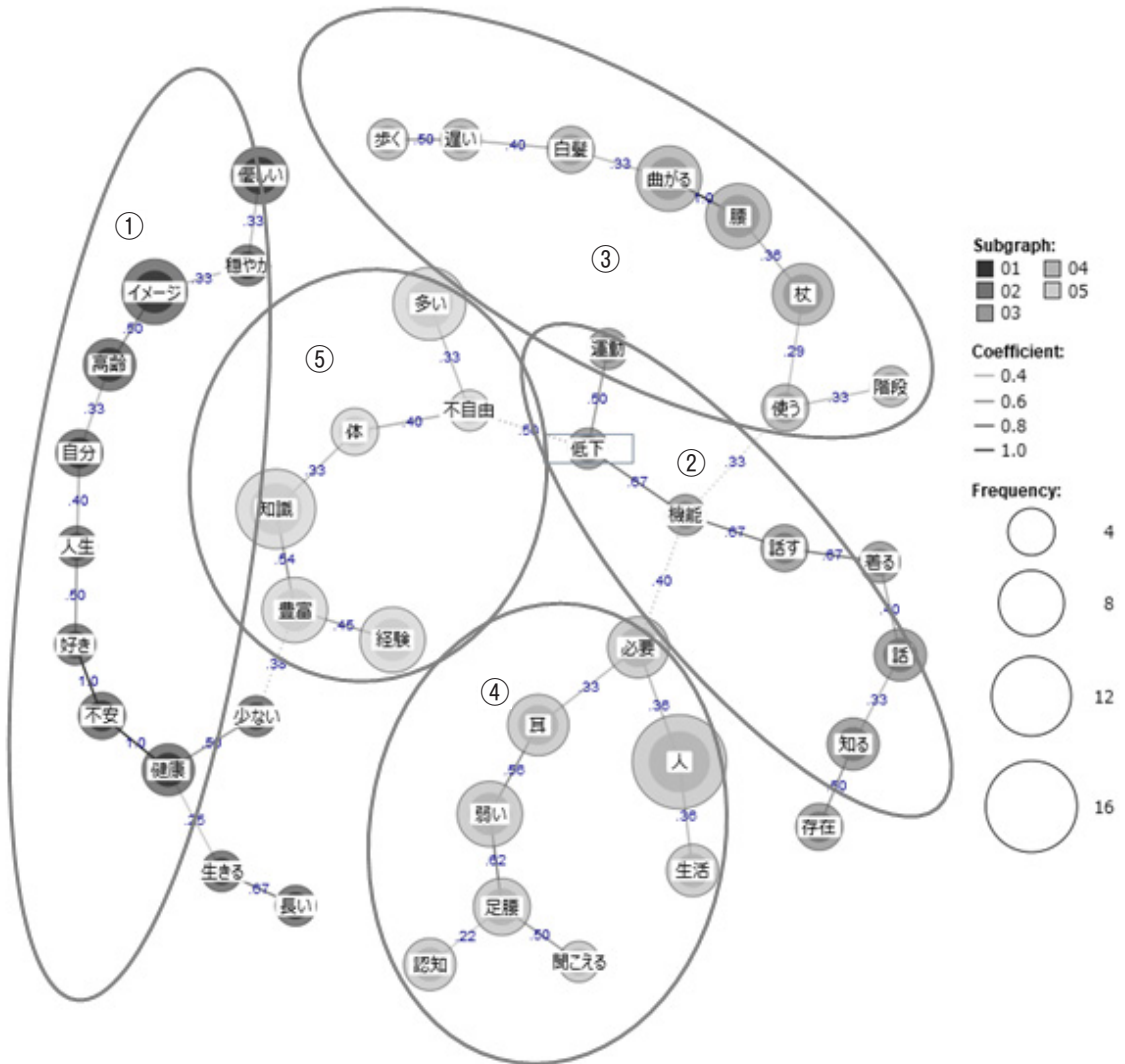 優しい
.33
穏やか
.33
イメージ
.50
高齢
.33
自分
.40
人生
.50
好き
1.0
不安
1.0
健康
.50
少ない
.25
生きる
.67
長い
①
歩く
.50
遅い
.40
白髪
.33
曲がる
1.0
腰
.36
杖
.29
使う
.33
階段
③
多い
.33
不自由
.40
体
.33
知識
.54
豊富
.45
経験
⑤
.50
運動
.50
低下
.67
機能
.67
話す
.67
着る
.40
話
.33
知る
.50
存在
②
.33
.40
必要
.33
.36
耳
.56
弱い
.62
足腰
.22
認知
.50
聞こえる
人
.36
生活
④
Subgraph:
01 04
02 05
03
Coefficient:
0.4
0.6
0.8
1.0
Frequency:
4
8
12
16